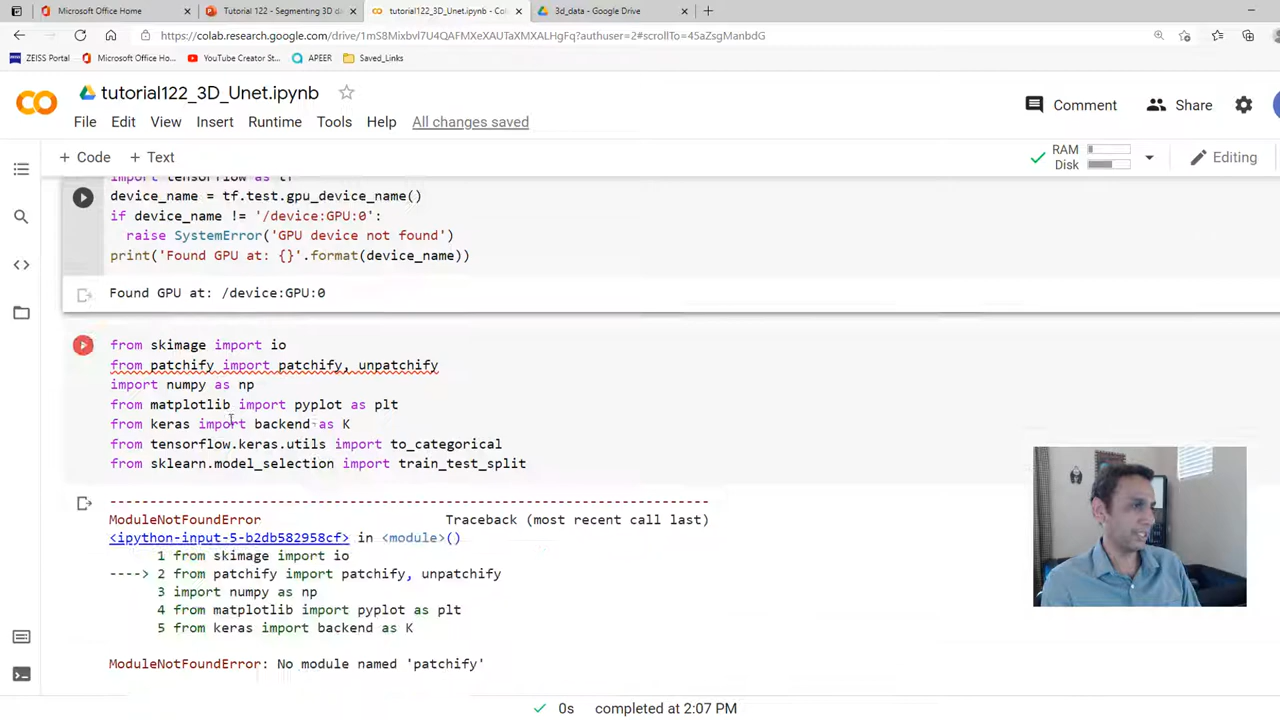 Microsoft Office Home
Tutorial 122 - Segmenting 3D da
tutorial122_3D_Unet.ipynb - Col
3d_data - Google Drive
https://colab.research.google.com/drive/1mS8Mixbvl7U4QAFMXeXAUTaXMXALHgFq?authuser=2#scrollTo=45aZsgManbdG
ZEISS Portal
Microsoft Office Ho...
YouTube Creator St...
APEER
Saved_Links
tutorial122_3D_Unet.ipynb
Comment
Share
File Edit View Insert Runtime Tools Help All changes saved
+ Code + Text
RAM
Disk
Editing
import tensorflow as tf
device_name = tf.test.gpu_device_name()
if device_name != '/device:GPU:0':
raise SystemError('GPU device not found')
print('Found GPU at: {}'.format(device_name))
Found GPU at: /device:GPU:0
from skimage import io
from patchify import patchify, unpatchify
import numpy as np
from matplotlib import pyplot as plt
from keras import backend as K
from tensorflow.keras.utils import to_categorical
from sklearn.model_selection import train_test_split
---------------------------------------------------------------------------
ModuleNotFoundError Traceback (most recent call last)
<ipython-input-5-b2db582958cf> in <module>()
1 from skimage import io
----> 2 from patchify import patchify, unpatchify
3 import numpy as np
4 from matplotlib import pyplot as plt
5 from keras import backend as K
ModuleNotFoundError: No module named 'patchify'
0s completed at 2:07 PM